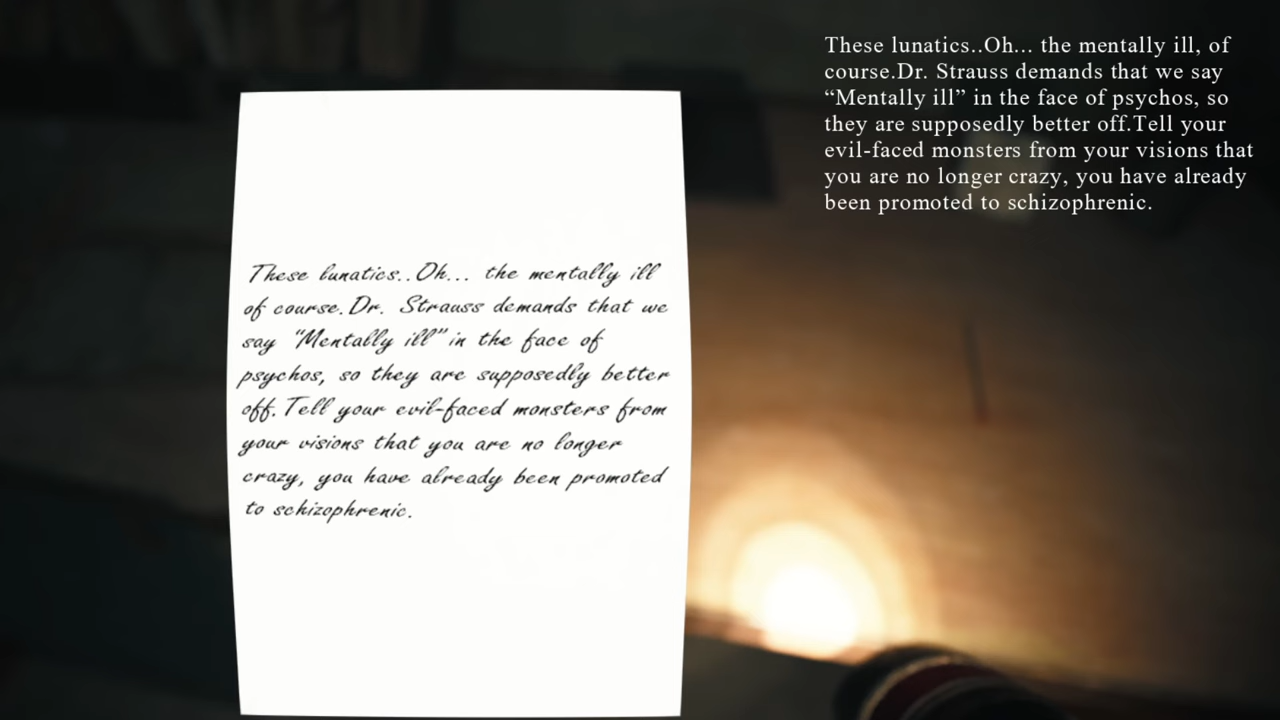 These lunatics..Oh... the mentally ill
of course.Dr. Strauss demands that we
say “Mentally ill” in the face of
psychos, so they are supposedly better
off.Tell your evil-faced monsters from
your visions that you are no longer
crazy, you have already been promoted
to schizophrenic.
These lunatics..Oh... the mentally ill, of
course.Dr. Strauss demands that we say
“Mentally ill” in the face of psychos, so
they are supposedly better off.Tell your
evil-faced monsters from your visions that
you are no longer crazy, you have already
been promoted to schizophrenic.